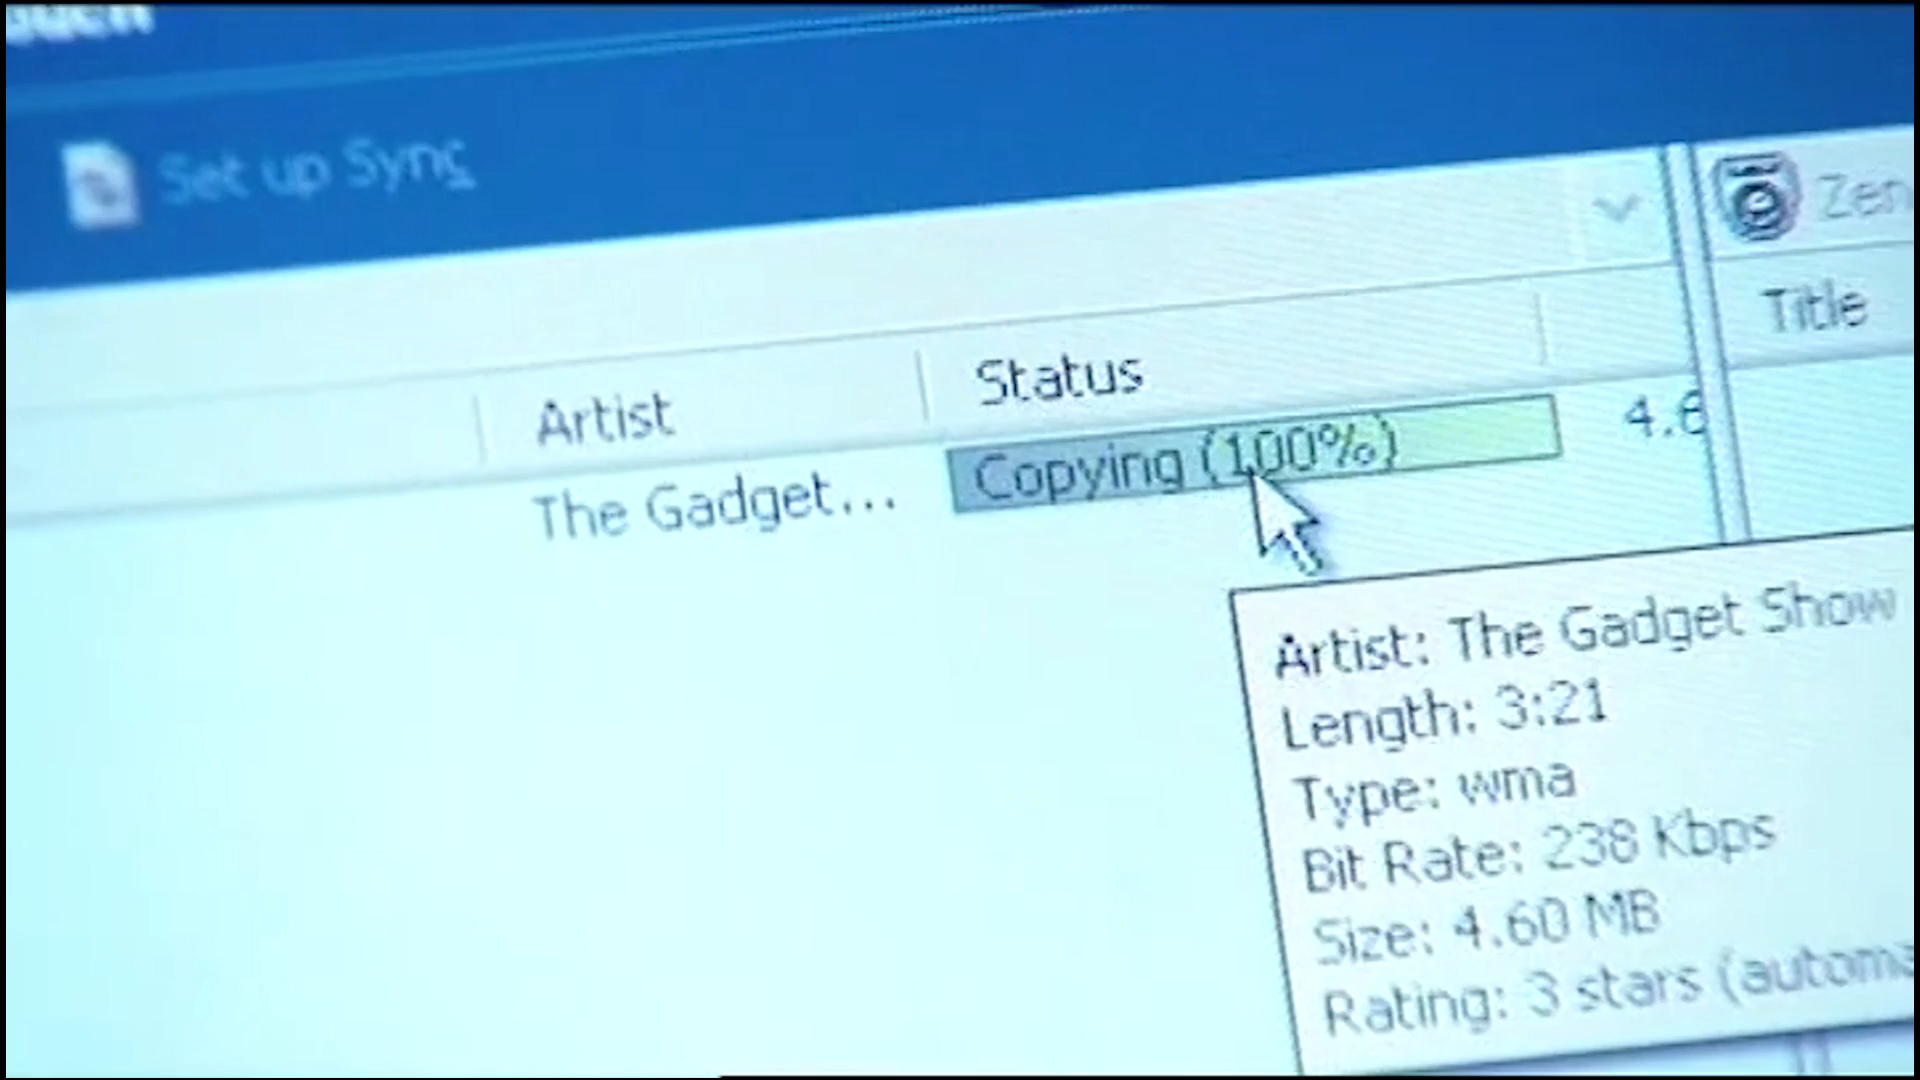 Set up Sync
Zen
Title
Artist
Status
The Gadget...
Copying (100%)
4.6
Artist: The Gadget Show
Length: 3:21
Type: wma
Bit Rate: 238 Kbps
Size: 4.60 MB
Rating: 3 stars (automa